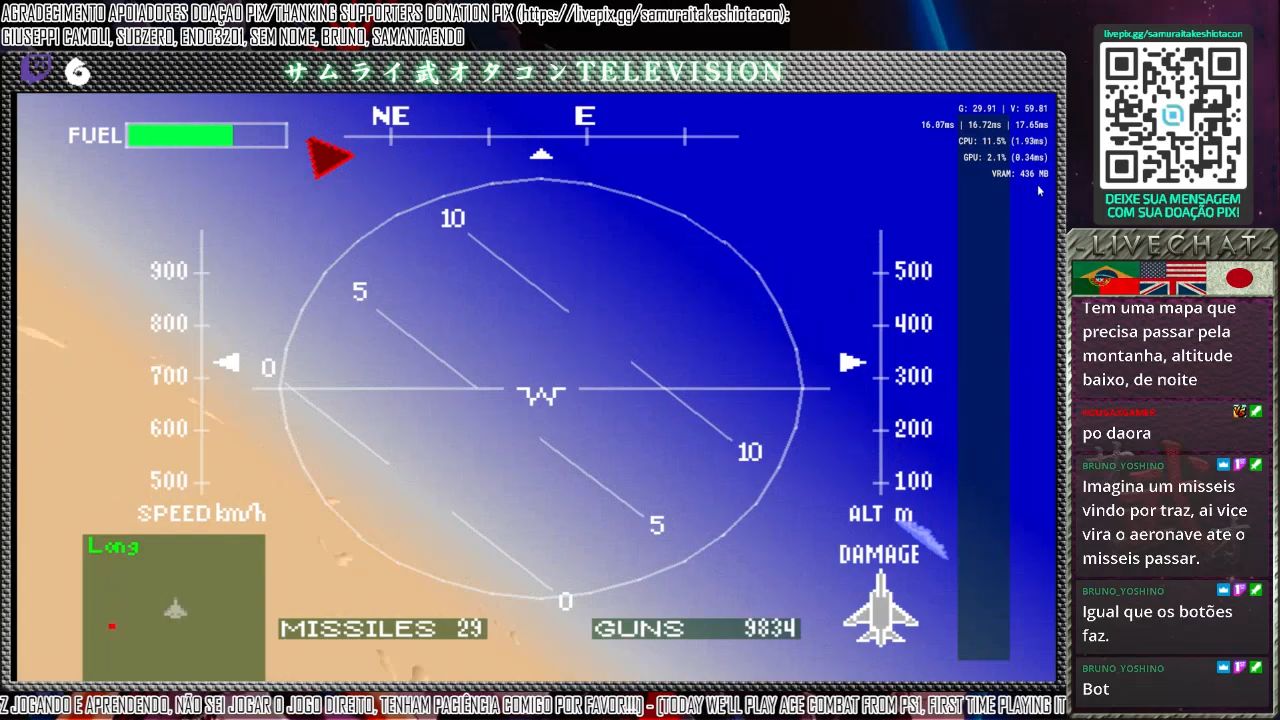 AGRADECIMENTO APOIADORES DOAÇÃO PIX/THANKING SUPPORTERS DONATION PIX (https://livepix.gg/samuraitakeshiotacon):
GIUSEPPI CAMOLI, SUBZERO, ENDO3201, SEM NOME, BRUNO, SAMANTAENDO
6
サムライ武オタコンTELEVISION
livepix.gg/samuraitakeshiotacon
DEIXE SUA MENSAGEM
COM SUA DOAÇÃO PIX!
FUEL
NE E
G: 29.91 | V: 59.81
16.07ms | 16.72ms | 17.65ms
CPU: 11.5% (1.93ms)
GPU: 2.1% (0.34ms)
VRAM: 436 MB
10
5
0
10
5
0
900
800
700
600
500
SPEED km/h
500
400
300
200
100
ALT m
DAMAGE
Long
MISSILES 29
GUNS 9834
-LIVECHAT-
Tem uma mapa que
precisa passar pela
montanha, altitude
baixo, de noite
po daora
BRUNO_YOSHINO
Imagina um misseis
vindo por traz, ai vice
vira o aeronave ate o
misseis passar.
BRUNO_YOSHINO
Igual que os botões
faz.
BRUNO_YOSHINO
Bot
Z JOGANDO E APRENDENDO, NÃO SEI JOGAR O JOGO DIREITO, TENHAM PACIÊNCIA COMIGO POR FAVOR!!!!) - (TODAY WE'LL PLAY ACE COMBAT FROM PS1, FIRST TIME PLAYING IT